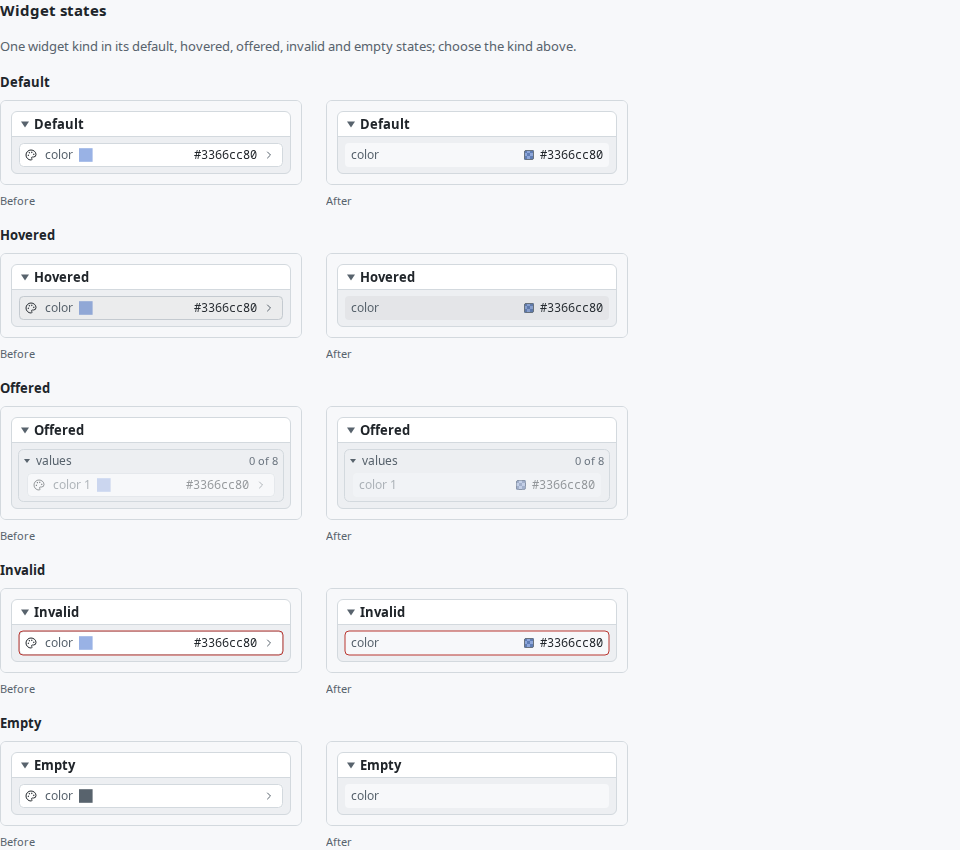 Widget states
One widget kind in its default, hovered, offered, invalid and empty states; choose the kind above.
Default
Default
color #3366cc80
Before
Default
color #3366cc80
After
Hovered
Hovered
color #3366cc80
Before
Hovered
color #3366cc80
After
Offered
Offered
values 0 of 8
color 1 #3366cc80
Before
Offered
values 0 of 8
color 1 #3366cc80
After
Invalid
Invalid
color #3366cc80
Before
Invalid
color #3366cc80
After
Empty
Empty
color
Before
Empty
color
After